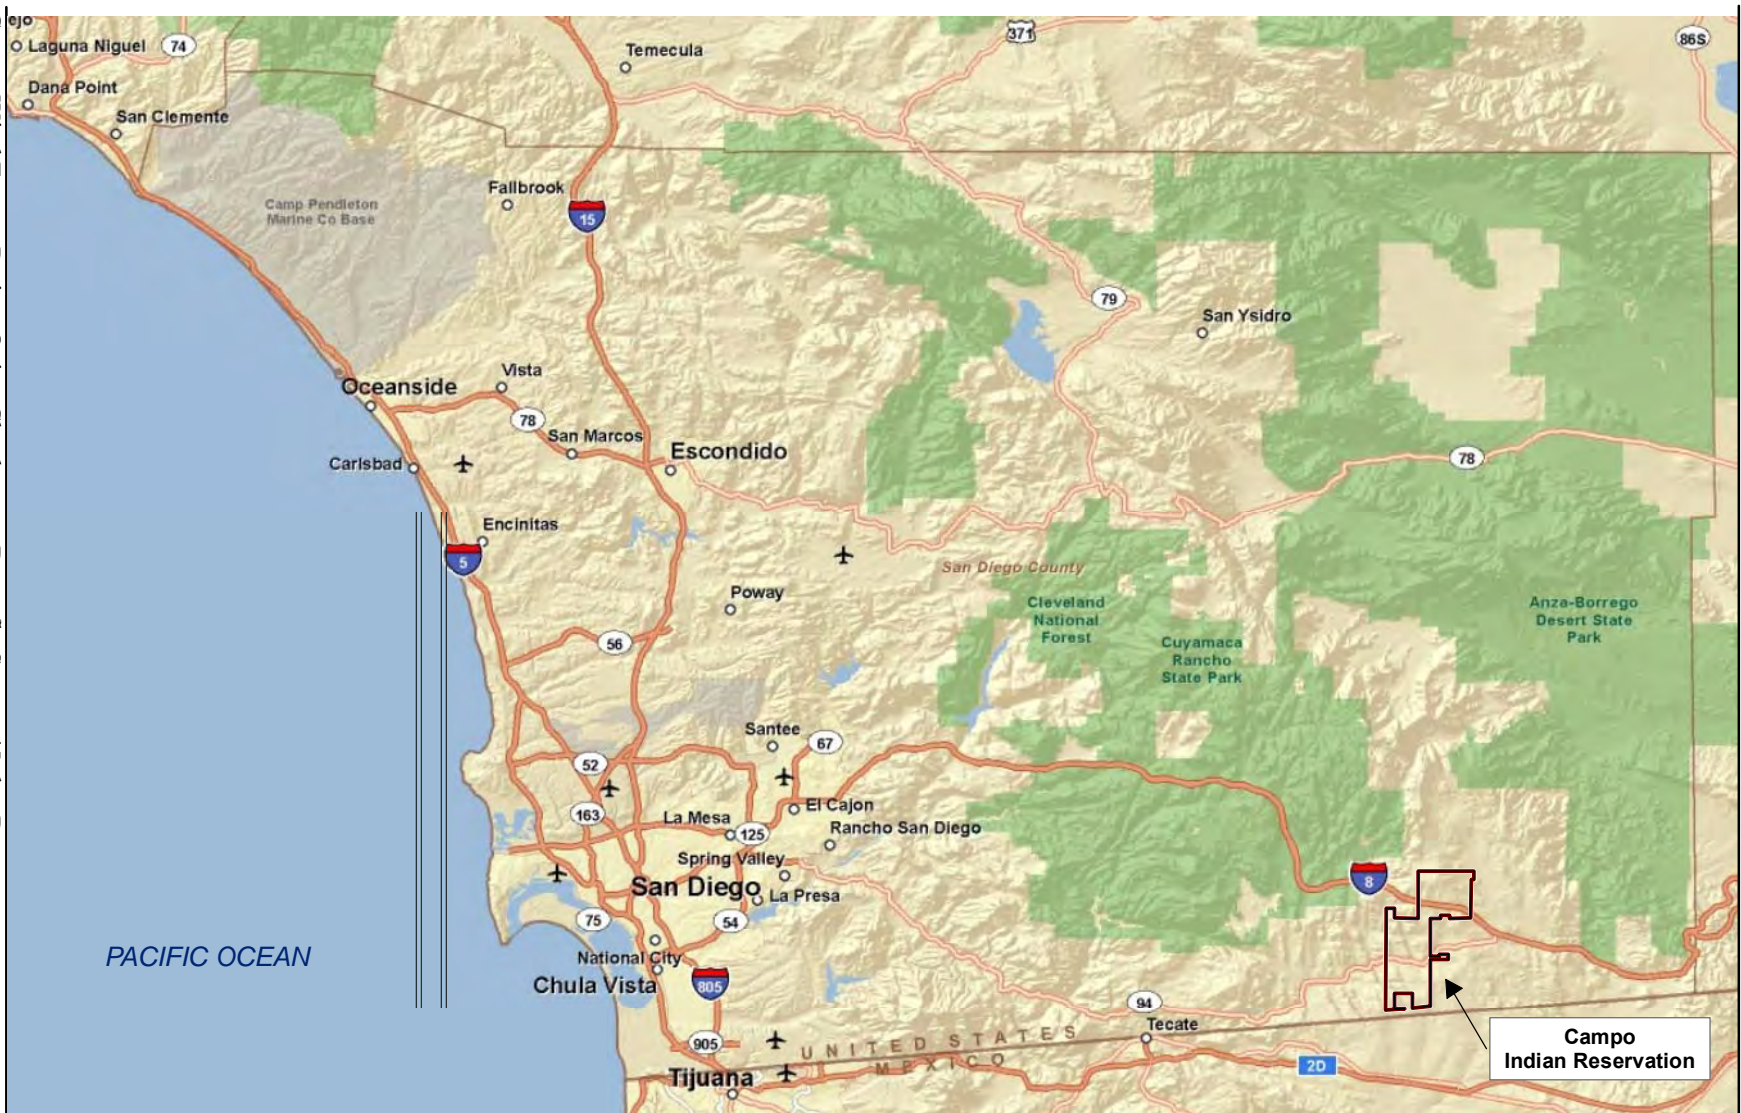 ejo
Laguna Niguel
74
Temecula
371
86S
Dana Point
San Clemente
Fallbrook
Camp Pendleton
Marine Co Base
15
79
San Ysidro
Vista
Oceanside
78
San Marcos
Escondido
78
Carlsbad
Encinitas
5
San Diego County
Poway
Cleveland
National
Forest
Anza-Borrego
Desert State
Park
56
Cuyamaca
Rancho
State Park
Santee
67
52
163
El Cajon
La Mesa
125
Rancho San Diego
Spring Valley
8
San Diego
La Presa
75
54
PACIFIC OCEAN
National City
Chula Vista
805
94
Tecate
905
UNITED STATES
MEXICO
Campo
Indian Reservation
2D
Tijuana